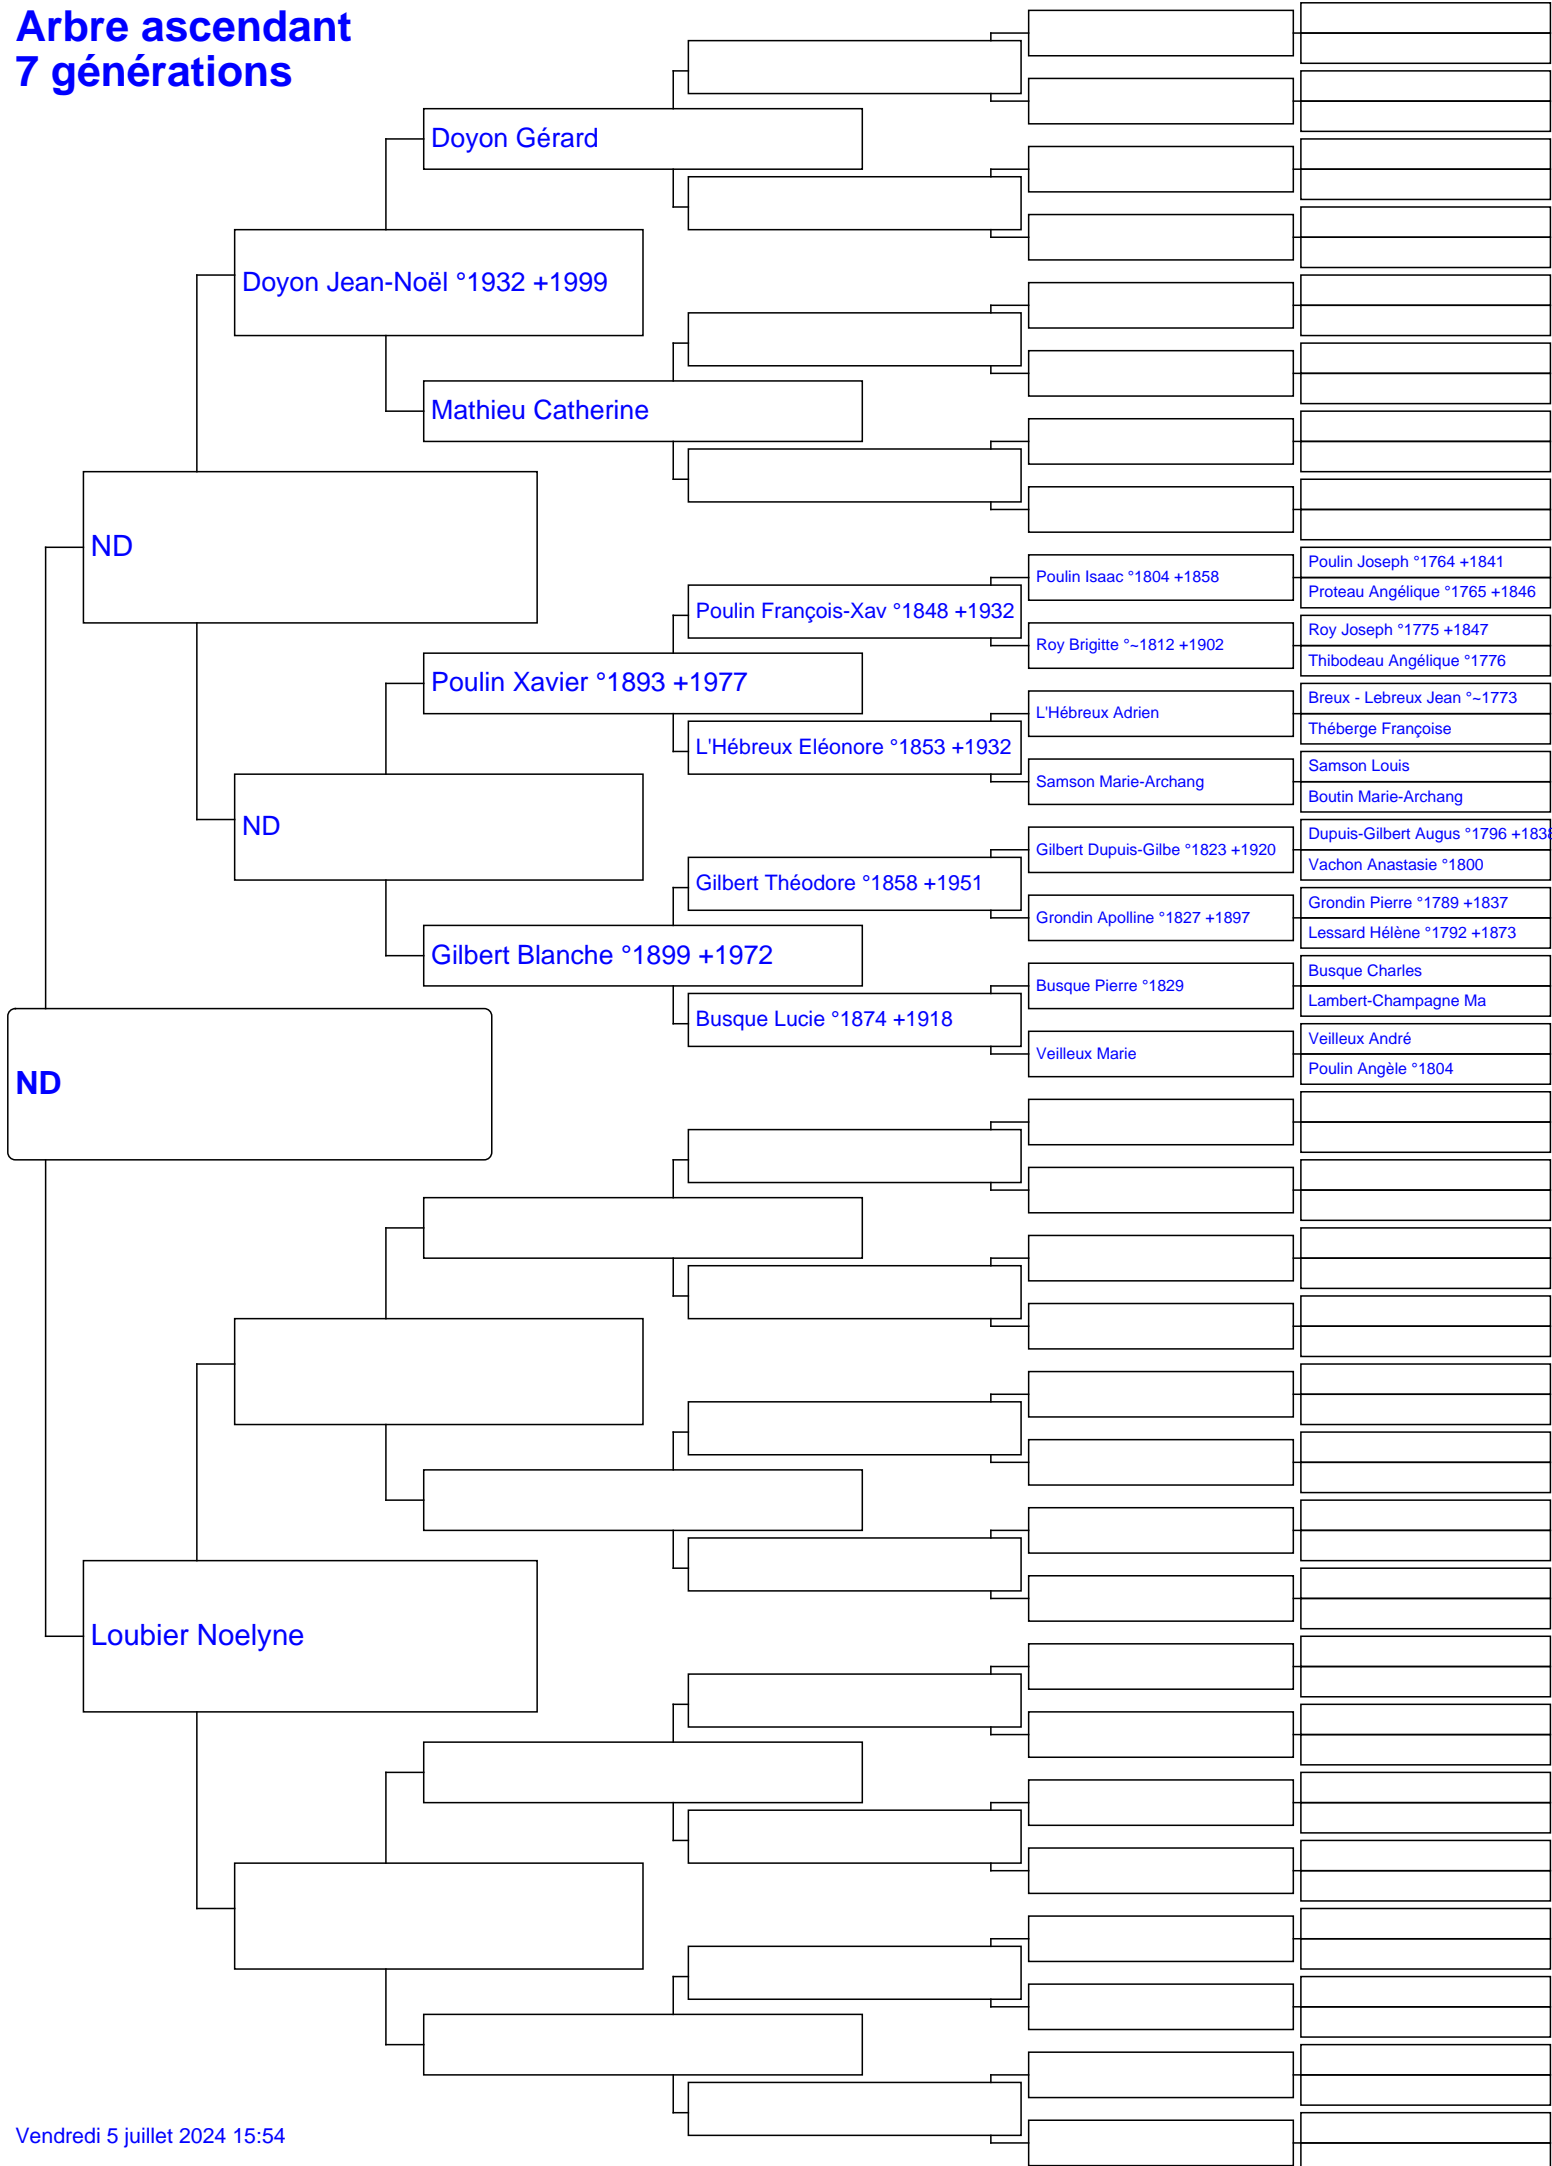 Arbre ascendant
7 générations
Doyon Gérard
Doyon Jean-Noël °1932 +1999
Mathieu Catherine
ND
Poulin Joseph °1764 +1841
Poulin Isaac °1804 +1858
Proteau Angélique °1765 +1846
Poulin François-Xav °1848 +1932
Roy Joseph °1775 +1847
Roy Brigitte °~1812 +1902
Thibodeau Angélique °1776
Poulin Xavier °1893 +1977
Breux - Lebreux Jean °~1773
L'Hébreux Adrien
Théberge Françoise
L'Hébreux Eléonore °1853 +1932
Samson Louis
Samson Marie-Archang
Boutin Marie-Archang
ND
Dupuis-Gilbert Augus °1796 +1838
Gilbert Dupuis-Gilbe °1823 +1920
Vachon Anastasie °1800
Gilbert Théodore °1858 +1951
Grondin Pierre °1789 +1837
Grondin Apolline °1827 +1897
Lessard Hélène °1792 +1873
Gilbert Blanche °1899 +1972
Busque Charles
Busque Pierre °1829
Lambert-Champagne Ma
Busque Lucie °1874 +1918
Veilleux André
Veilleux Marie
Poulin Angèle °1804
ND
Loubier Noelyne
Vendredi 5 juillet 2024 15:54